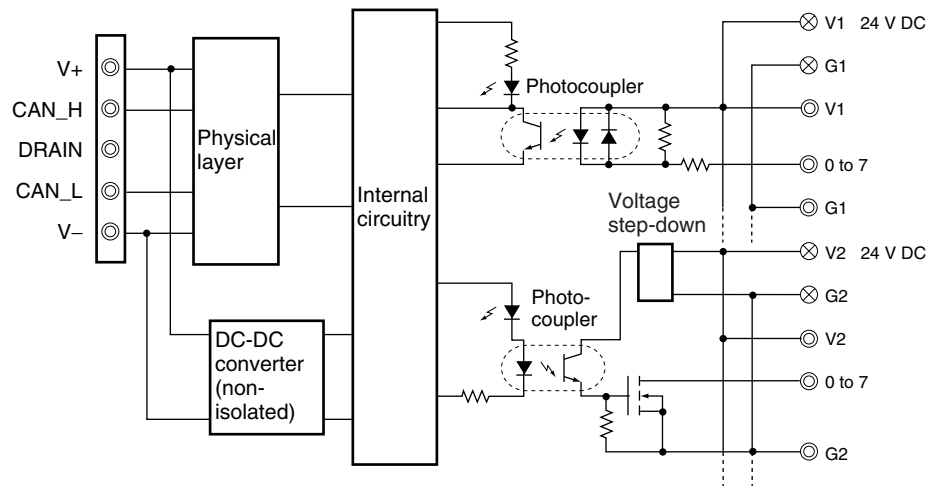 V+
CAN_H
DRAIN
CAN_L
V–
Physical
layer
DC-DC
converter
(non-
isolated)
Internal
circuitry
Photocoupler
Voltage
step-down
Photo-
coupler
V1 24 V DC
G1
V1
0 to 7
G1
V2 24 V DC
G2
V2
0 to 7
G2